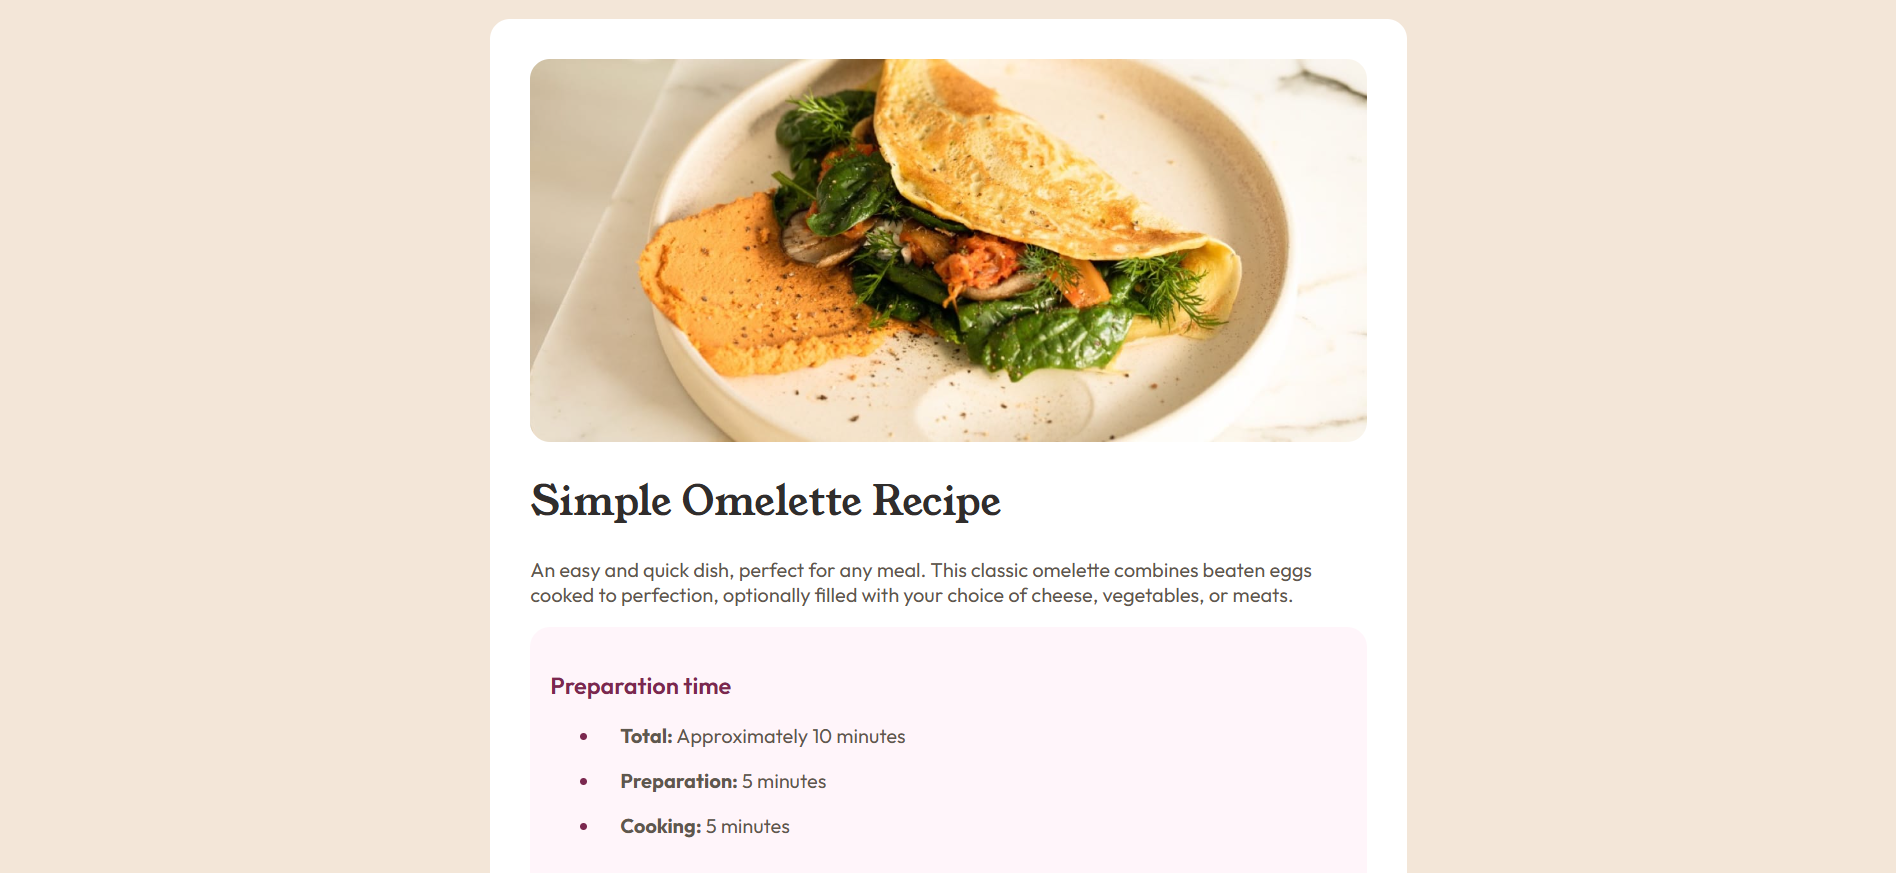 Simple Omelette Recipe
An easy and quick dish, perfect for any meal. This classic omelette combines beaten eggs
cooked to perfection, optionally filled with your choice of cheese, vegetables, or meats.
Preparation time
Total: Approximately 10 minutes
Preparation: 5 minutes
Cooking: 5 minutes